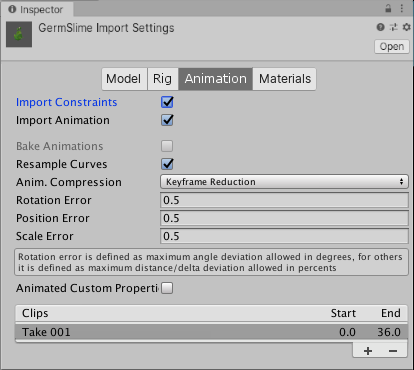 Inspector
GermSlime Import Settings
Open
Model Rig Animation Materials
Import Constraints
Import Animation
Bake Animations
Resample Curves
Anim. Compression Keyframe Reduction
Rotation Error 0.5
Position Error 0.5
Scale Error 0.5
Rotation error is defined as maximum angle deviation allowed in degrees, for others
it is defined as maximum distance/delta deviation allowed in percents
Animated Custom Properti
Clips Start End
Take 001 0.0 36.0